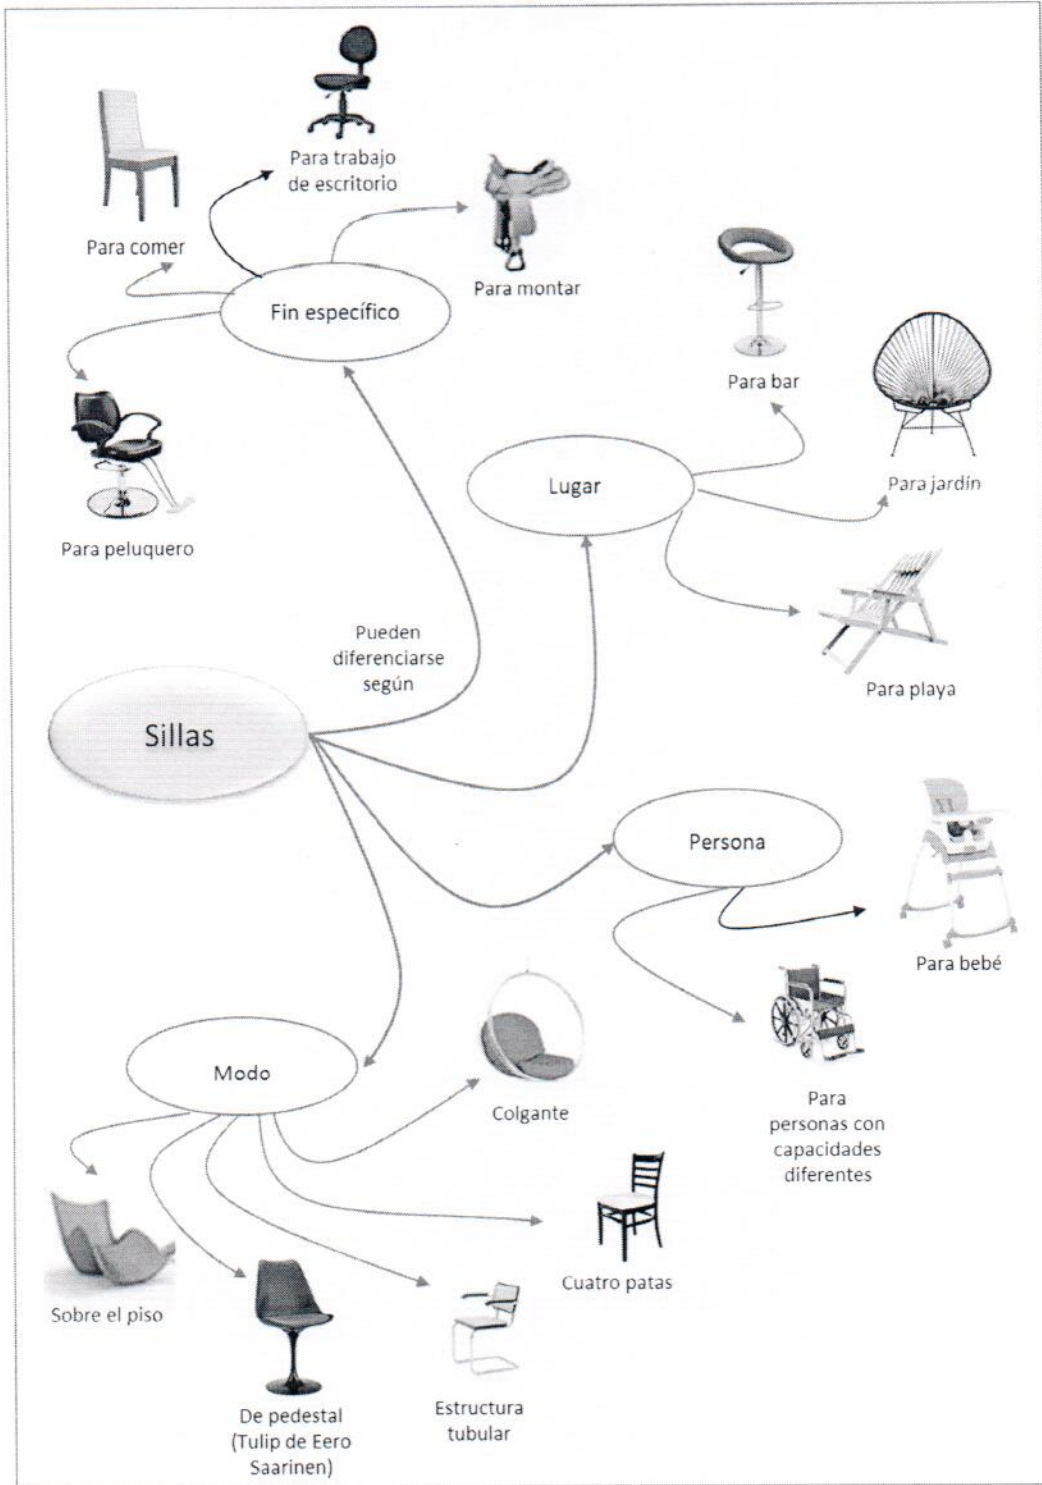 Para trabajo
de escritorio
Para comer
Para montar
Fin específico
Para peluquero
Para bar
Para jardín
Lugar
Para playa
Pueden
diferenciarse
según
Sillas
Persona
Para bebé
Para
personas con
capacidades
diferentes
Modo
Colgante
Cuatro patas
Sobre el piso
De pedestal
(Tulip de Eero
Saarinen)
Estructura
tubular